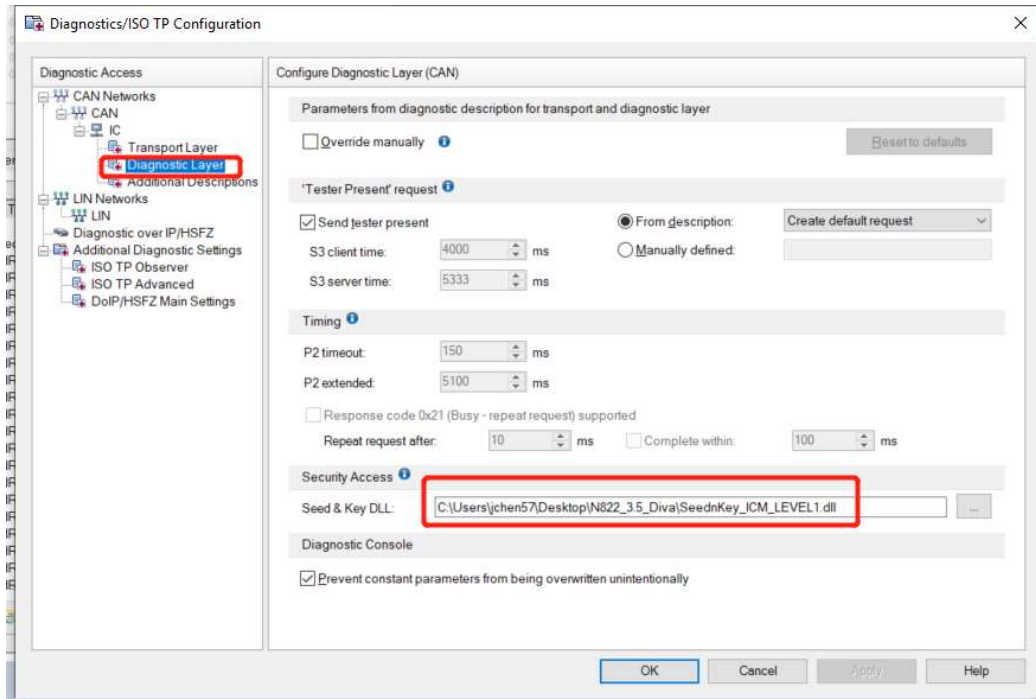 Diagnostics/ISO TP Configuration
Diagnostic Access
CAN Networks
CAN
IC
Transport Layer
Diagnostic Layer
Additional Descriptions
LIN Networks
LIN
Diagnostic over IP/HSFZ
Additional Diagnostic Settings
ISO TP Observer
ISO TP Advanced
DoIP/HSFZ Main Settings
Configure Diagnostic Layer (CAN)
Parameters from diagnostic description for transport and diagnostic layer
Override manually
Reset to defaults
'Tester Present' request
Send tester present
From description: Create default request
S3 client time: 4000 ms
Manually defined:
S3 server time: 5333 ms
Timing
P2 timeout: 150 ms
P2 extended: 5100 ms
Response code 0x21 (Busy - repeat request) supported
Repeat request after: 10 ms Complete within: 100 ms
Security Access
Seed & Key DLL: C:\Users\jchen57\Desktop\N822_3.5_Diva\SeednKey_ICM_LEVEL1.dll ...
Diagnostic Console
Prevent constant parameters from being overwritten unintentionally
OK Cancel Apply Help